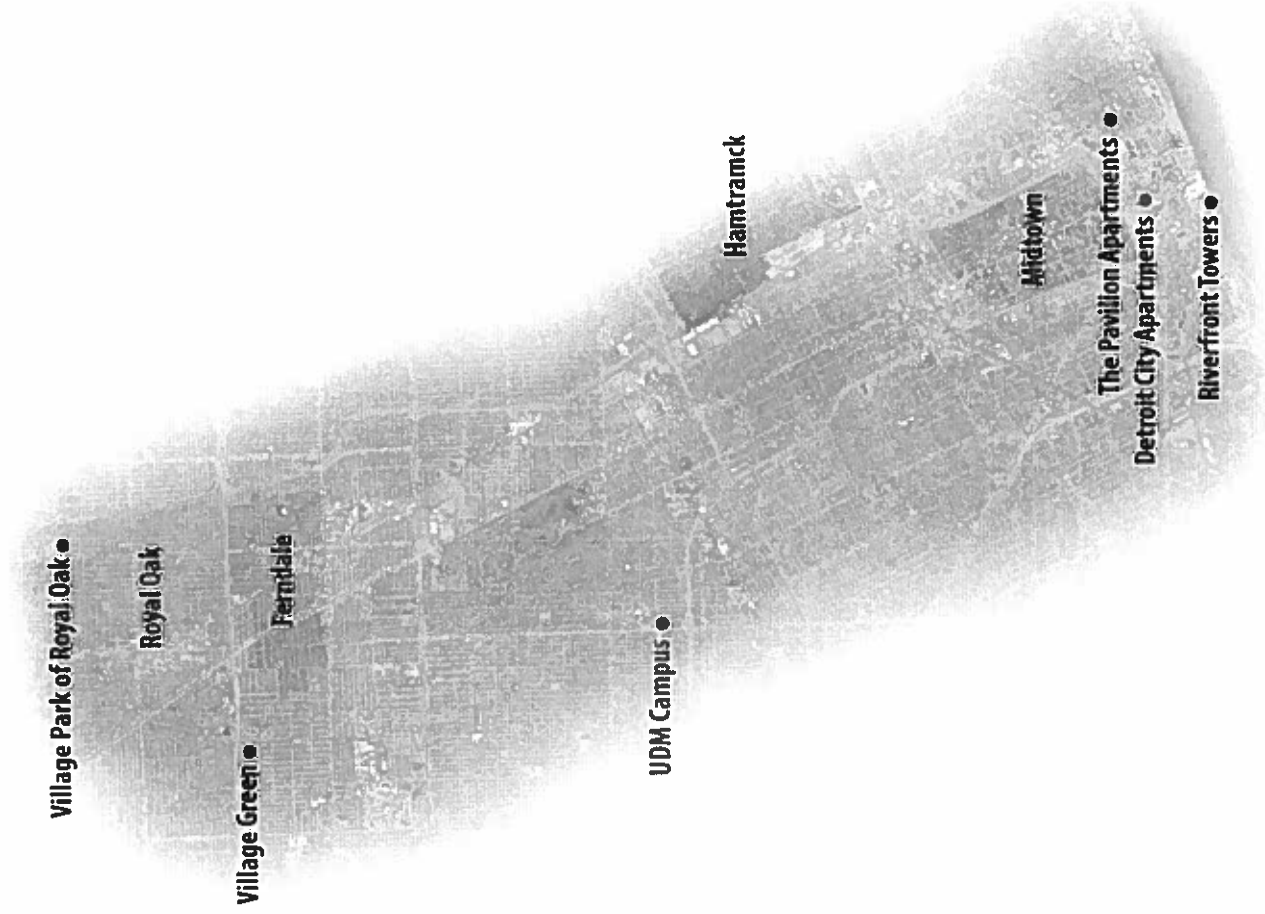 Village Park of Royal Oak
Royal Oak
Village Green
Ferndale
UDM Campus
Hamtramck
Midtown
The Pavilion Apartments
Detroit City Apartments
Riverfront Towers